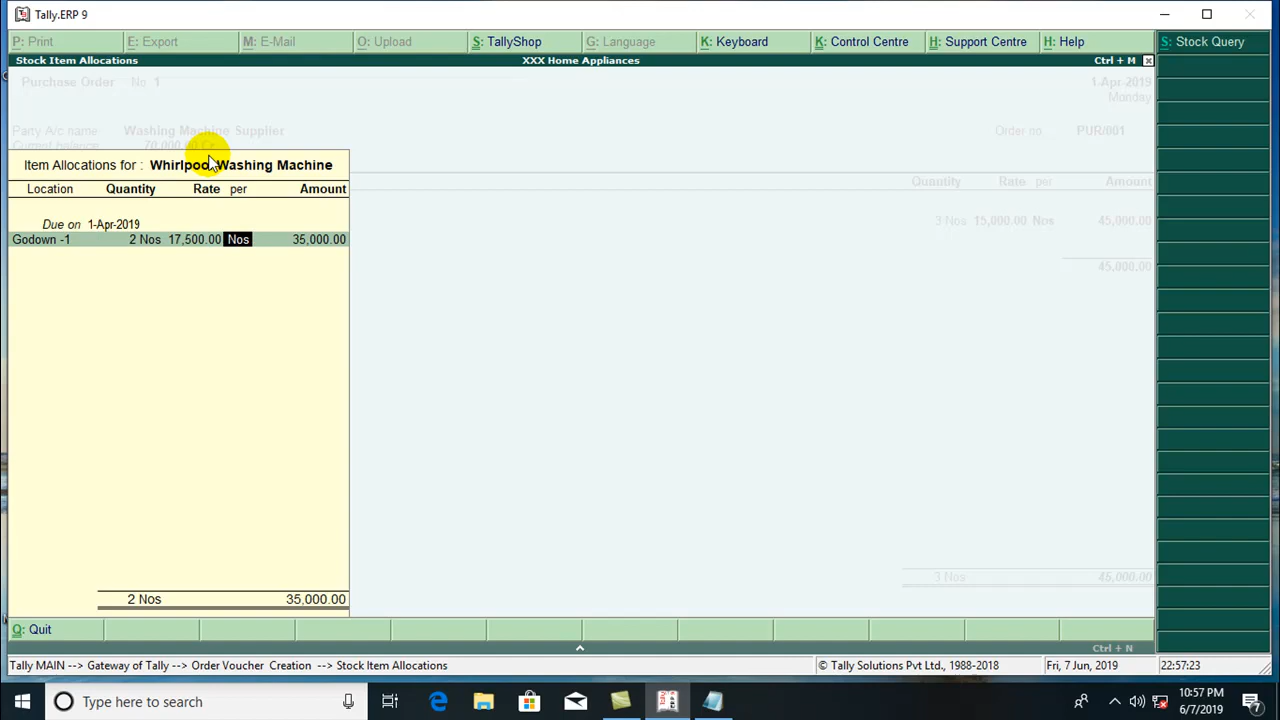 Tally.ERP 9
P: Print E: Export M: E-Mail O: Upload S: TallyShop G: Language K: Keyboard K: Control Centre H: Support Centre H: Help S: Stock Query
Stock Item Allocations XXX Home Appliances Ctrl + M
Purchase Order No 1 1-Apr-2019
Monday
Party A/c name: Washing Machine Supplier Order no PUR/001
Current balance: 70,000.00 Cr
Item Allocations for : Whirlpool Washing Machine
Quantity Rate per Amount
Location Quantity Rate per Amount
3 Nos 15,000.00 Nos 45,000.00
Due on 1-Apr-2019
Godown -1 2 Nos 17,500.00 Nos 35,000.00
45,000.00
3 Nos 45,000.00
2 Nos 35,000.00
Q: Quit
Ctrl + N
Tally MAIN --> Gateway of Tally --> Order Voucher Creation --> Stock Item Allocations © Tally Solutions Pvt Ltd., 1988-2018 Fri, 7 Jun, 2019 22:57:23
Type here to search 10:57 PM
6/7/2019 7